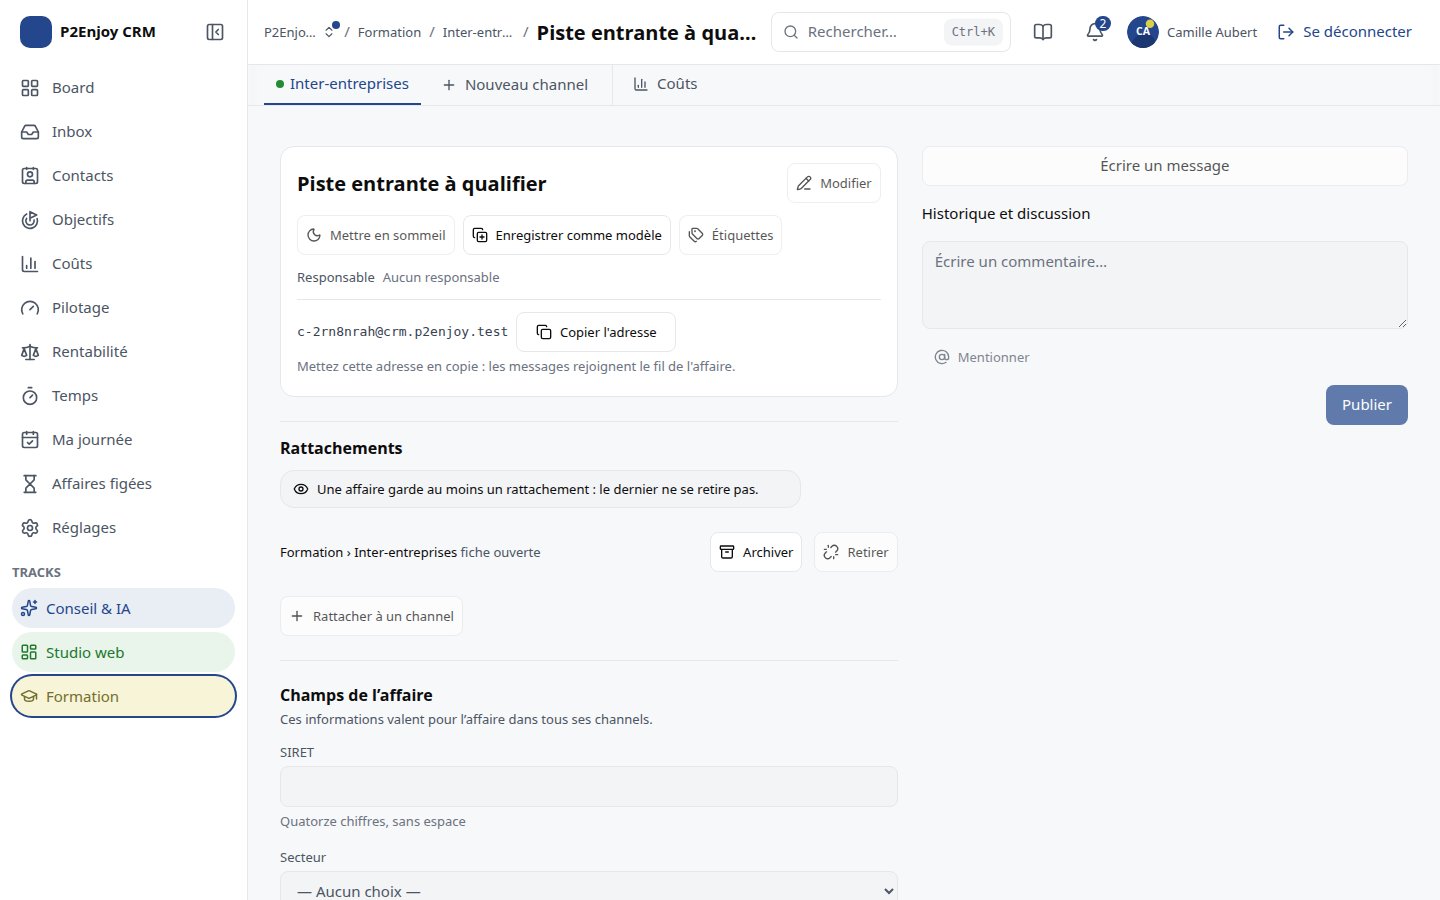 P2Enjoy CRM
Board
Inbox
Contacts
Objectifs
Coûts
Pilotage
Rentabilité
Temps
Ma journée
Affaires figées
Réglages
TRACKS
Conseil & IA
Studio web
Formation
P2Enjo... / Formation / Inter-entr... / Piste entrante à qua...
Rechercher... Ctrl+K
2
CA
Camille Aubert
Se déconnecter
Inter-entreprises
Nouveau channel
Coûts
Piste entrante à qualifier
Modifier
Mettre en sommeil
Enregistrer comme modèle
Étiquettes
Responsable Aucun responsable
c-2rn8nrah@crm.p2enjoy.test
Copier l'adresse
Mettez cette adresse en copie : les messages rejoignent le fil de l'affaire.
Rattachements
Une affaire garde au moins un rattachement : le dernier ne se retire pas.
Formation › Inter-entreprises fiche ouverte
Archiver
Retirer
Rattacher à un channel
Champs de l’affaire
Ces informations valent pour l’affaire dans tous ses channels.
SIRET
Quatorze chiffres, sans espace
Secteur
— Aucun choix —
Écrire un message
Historique et discussion
Écrire un commentaire...
Mentionner
Publier